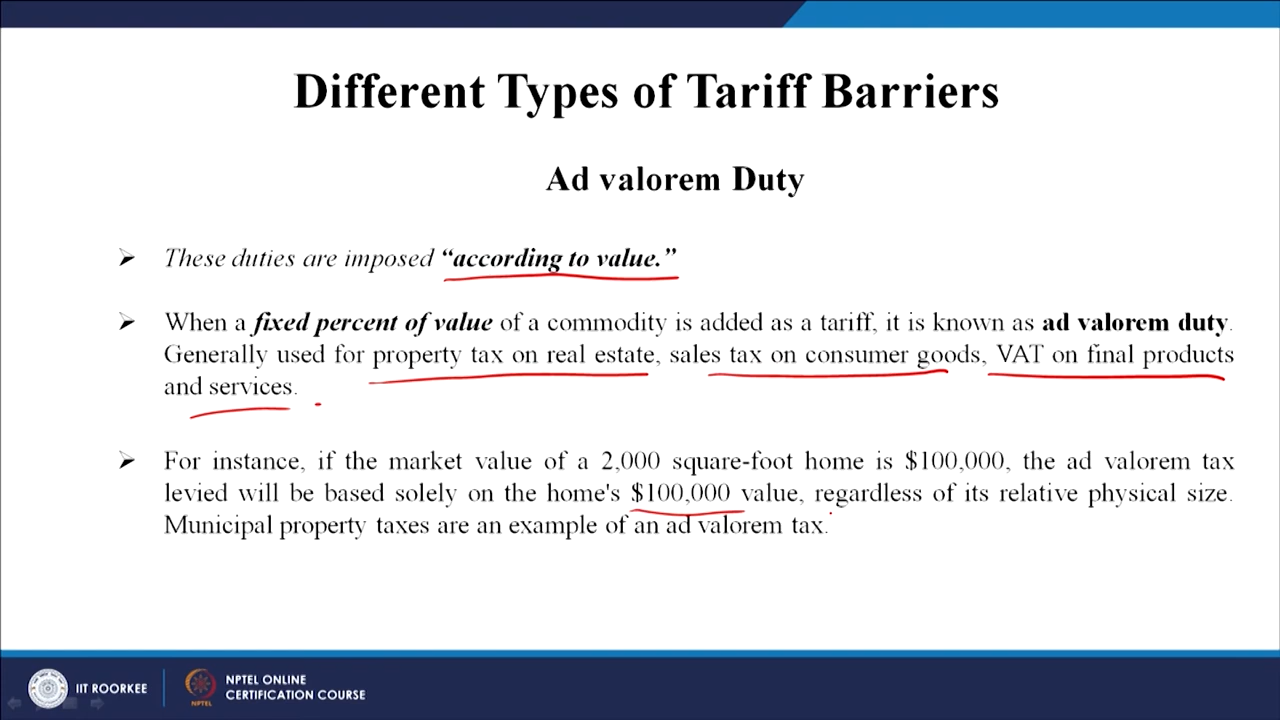 Different Types of Tariff Barriers
Ad valorem Duty
➢ These duties are imposed “according to value.”
➢ When a fixed percent of value of a commodity is added as a tariff, it is known as ad valorem duty.
Generally used for property tax on real estate, sales tax on consumer goods, VAT on final products
and services.
➢ For instance, if the market value of a 2,000 square-foot home is $100,000, the ad valorem tax
levied will be based solely on the home's $100,000 value, regardless of its relative physical size.
Municipal property taxes are an example of an ad valorem tax.
IIT ROORKEE
NPTEL
NPTEL ONLINE
CERTIFICATION COURSE